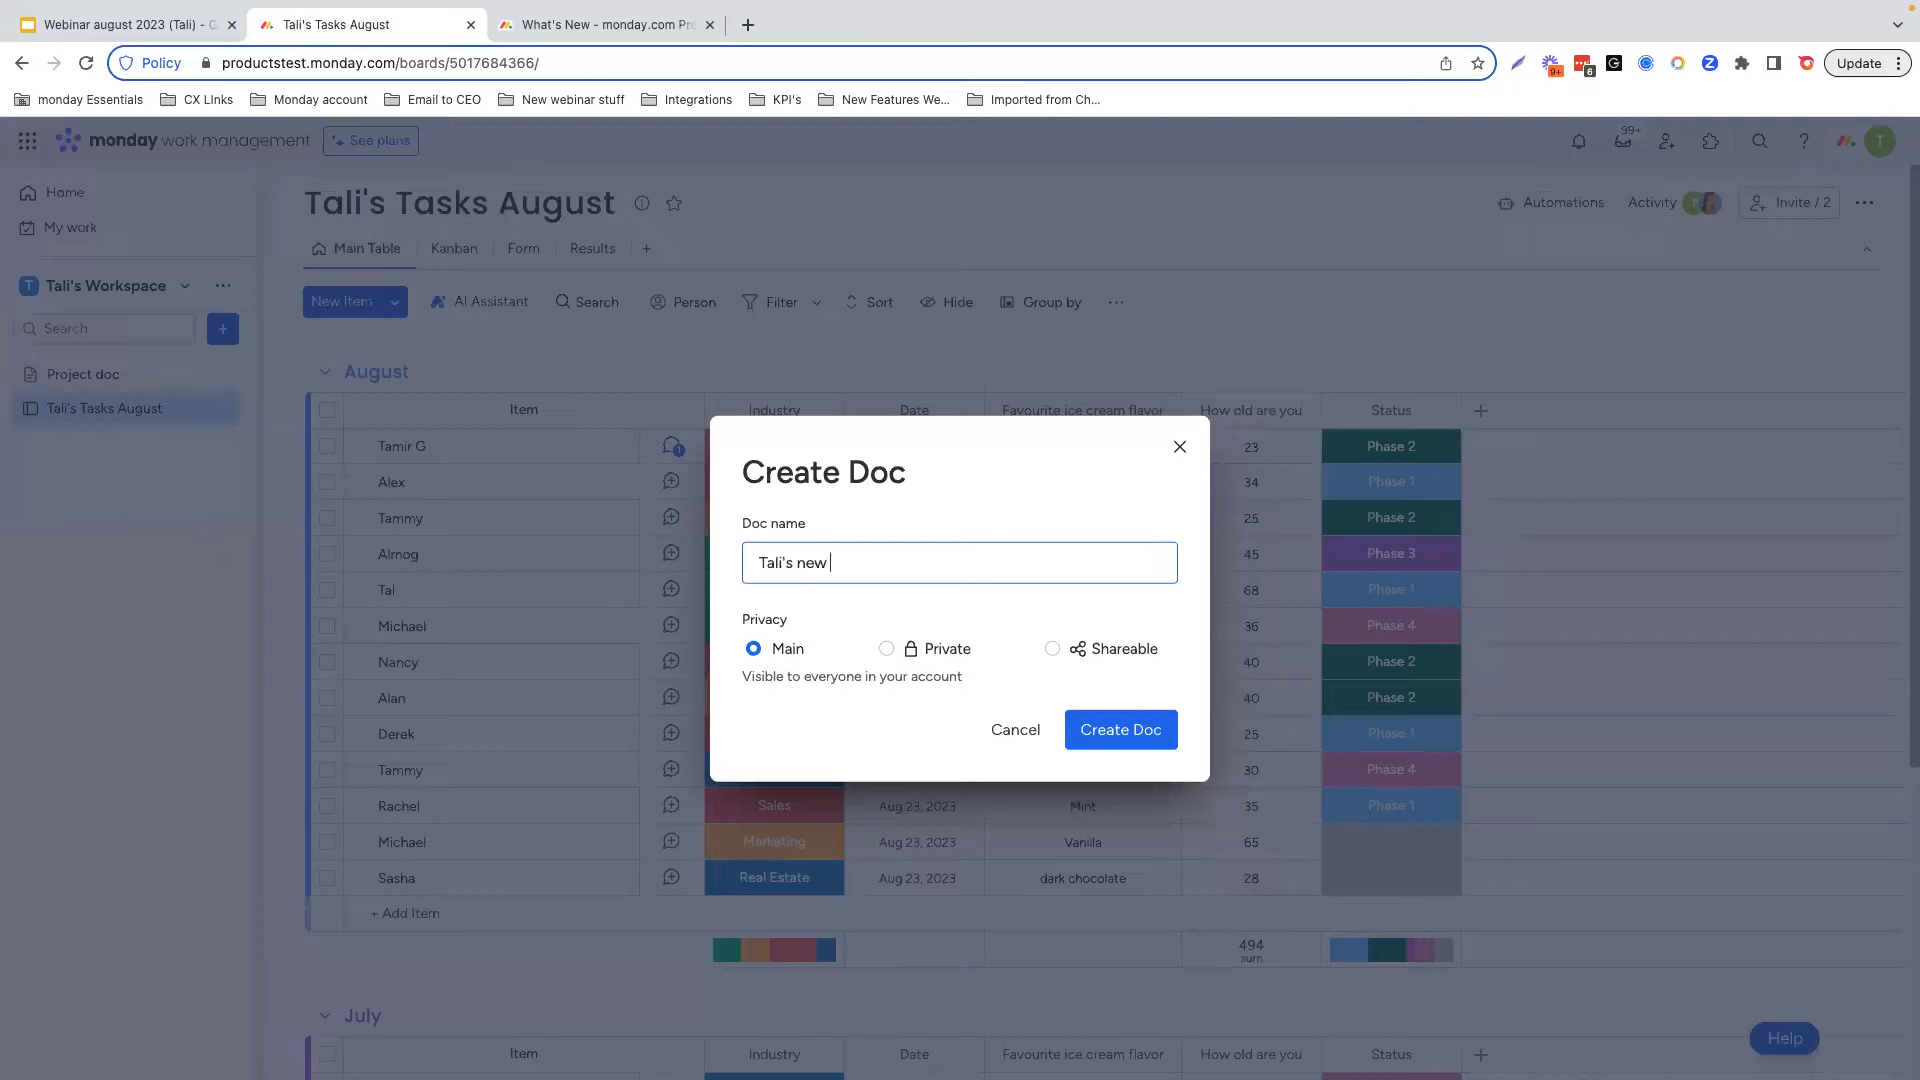 Webinar august 2023 (Tali) - G
Tali's Tasks August
What's New - monday.com Pro
Policy
productstest.monday.com/boards/5017684366/
9+
6
Update
monday Essentials
CX LInks
Monday account
Email to CEO
New webinar stuff
Integrations
KPI's
New Features We...
Imported from Ch...
monday work management
See plans
99+
T
Home
My work
T Tali's Workspace
Search
+
Project doc
Tali's Tasks August
Tali's Tasks August
Automations
Activity
Invite / 2
Main Table
Kanban
Form
Results
+
New Item
AI Assistant
Search
Person
Filter
Sort
Hide
Group by
August
Item Industry Date Favourite ice cream flavor How old are you Status +
Tamir G 1 23 Phase 2
Alex 34 Phase 1
Tammy 25 Phase 2
Almog 45 Phase 3
Tal 68 Phase 1
Michael 36 Phase 4
Nancy 40 Phase 2
Alan 40 Phase 2
Derek 25 Phase 1
Tammy 30 Phase 4
Rachel Sales Aug 23, 2023 Mint 35 Phase 1
Michael Marketing Aug 23, 2023 Vanilla 65
Sasha Real Estate Aug 23, 2023 dark chocolate 28
+ Add Item
494
sum
Create Doc
Doc name
Tali's new
Privacy
Main
Private
Shareable
Visible to everyone in your account
Cancel
Create Doc
July
Item Industry Date Favourite ice cream flavor How old are you Status +
Help